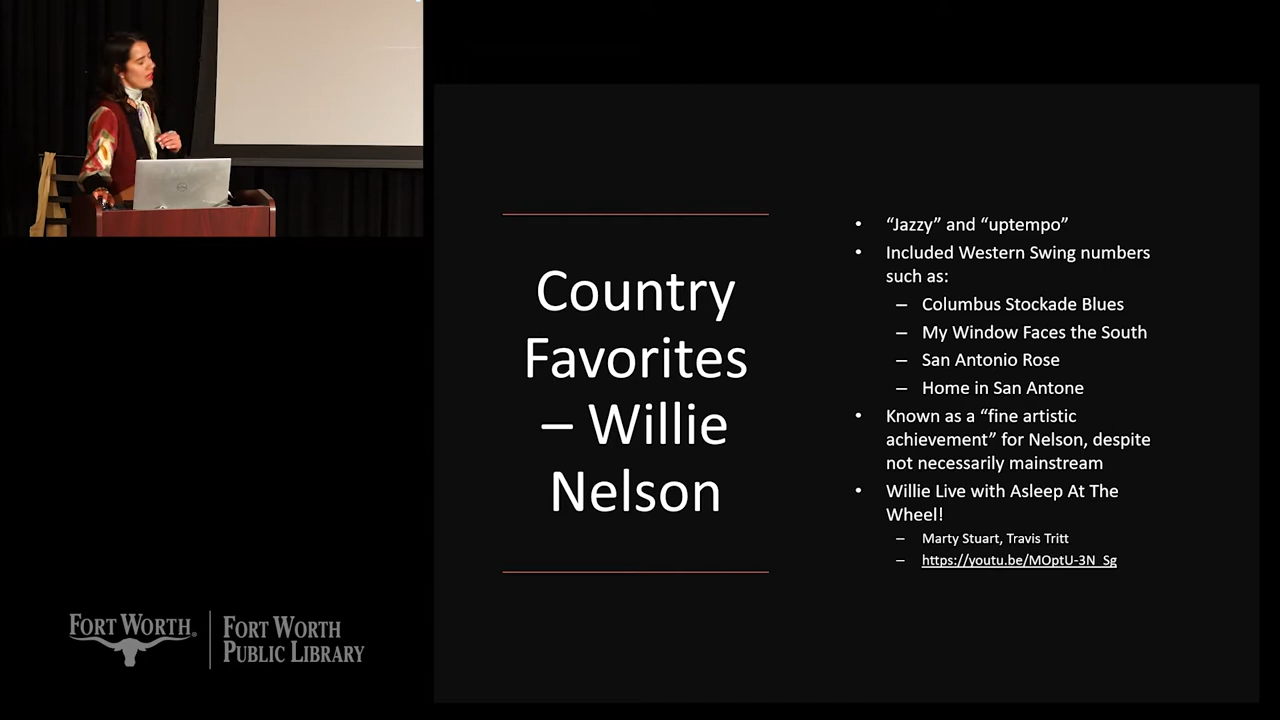 Country
Favorites
– Willie
Nelson
• “Jazzy” and “uptempo”
• Included Western Swing numbers
such as:
– Columbus Stockade Blues
– My Window Faces the South
– San Antonio Rose
– Home in San Antone
• Known as a “fine artistic
achievement” for Nelson, despite
not necessarily mainstream
• Willie Live with Asleep At The
Wheel!
– Marty Stuart, Travis Tritt
– https://youtu.be/MOptU-3N_Sg
FORT WORTH®
FORT WORTH
PUBLIC LIBRARY